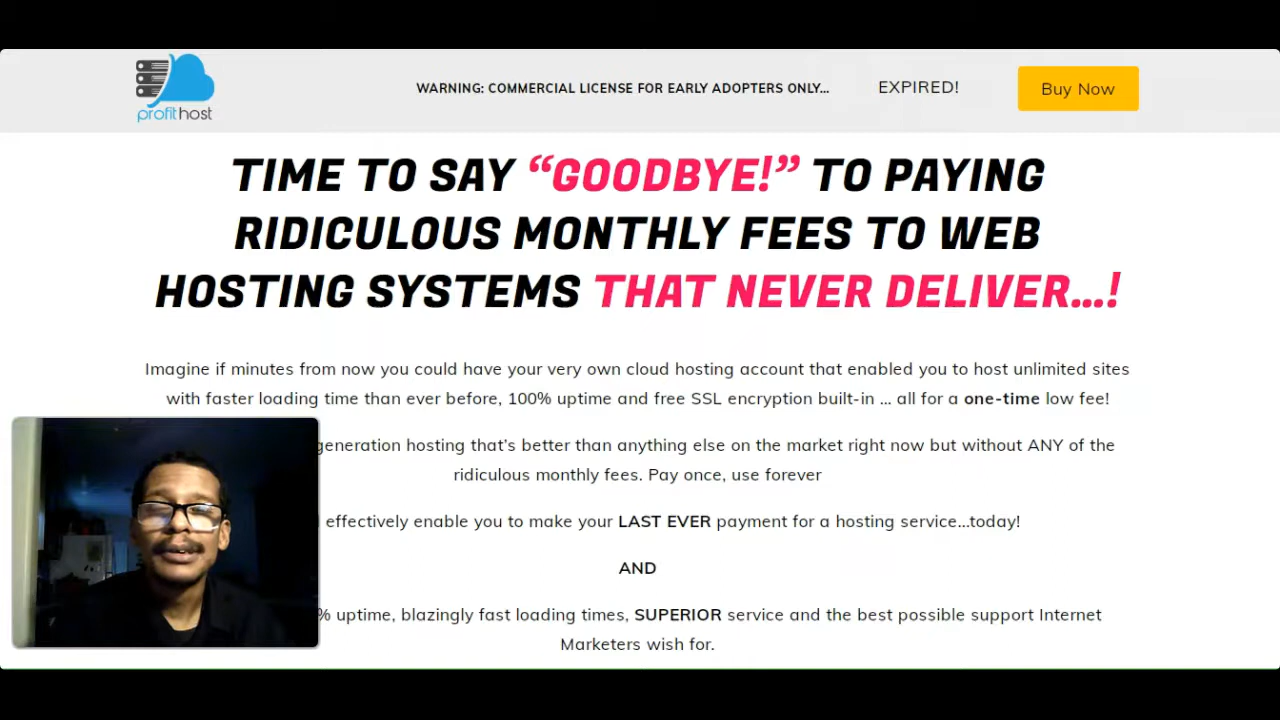 profithost
WARNING: COMMERCIAL LICENSE FOR EARLY ADOPTERS ONLY...
EXPIRED!
Buy Now
TIME TO SAY “GOODBYE!” TO PAYING
RIDICULOUS MONTHLY FEES TO WEB
HOSTING SYSTEMS THAT NEVER DELIVER...!
Imagine if minutes from now you could have your very own cloud hosting account that enabled you to host unlimited sites
with faster loading time than ever before, 100% uptime and free SSL encryption built-in ... all for a one-time low fee!
generation hosting that's better than anything else on the market right now but without ANY of the
ridiculous monthly fees. Pay once, use forever
effectively enable you to make your LAST EVER payment for a hosting service...today!
AND
% uptime, blazingly fast loading times, SUPERIOR service and the best possible support Internet
Marketers wish for.